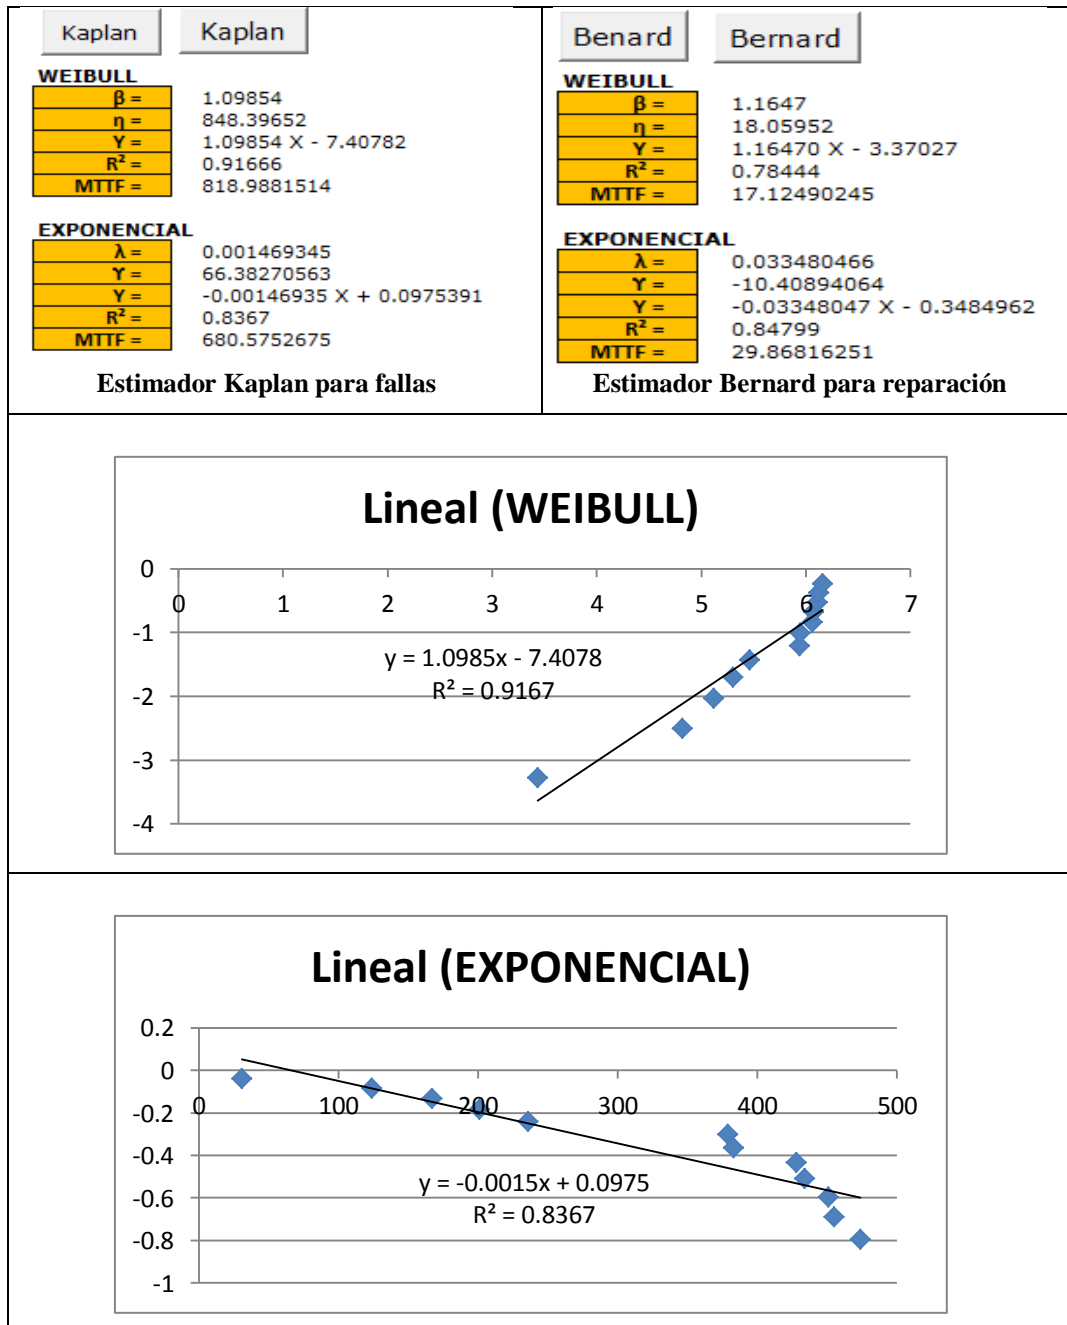 Kaplan Kaplan
WEIBULL
β = 1.09854
η = 848.39652
Y = 1.09854 X - 7.40782
R² = 0.91666
MTTF = 818.9881514
EXPONENCIAL
λ = 0.001469345
ϒ = 66.38270563
Y = -0.00146935 X + 0.0975391
R² = 0.8367
MTTF = 680.5752675
Estimador Kaplan para fallas
Benard Bernard
WEIBULL
β = 1.1647
η = 18.05952
Y = 1.16470 X - 3.37027
R² = 0.78444
MTTF = 17.12490245
EXPONENCIAL
λ = 0.033480466
ϒ = -10.40894064
Y = -0.03348047 X - 0.3484962
R² = 0.84799
MTTF = 29.86816251
Estimador Bernard para reparación
Lineal (WEIBULL)
0
0 1 2 3 4 5 6 7
-1
y = 1.0985x - 7.4078
R² = 0.9167
-2
-3
-4
Lineal (EXPONENCIAL)
0.2
0
0 100 200 300 400 500
-0.2
-0.4
y = -0.0015x + 0.0975
-0.6
R² = 0.8367
-0.8
-1